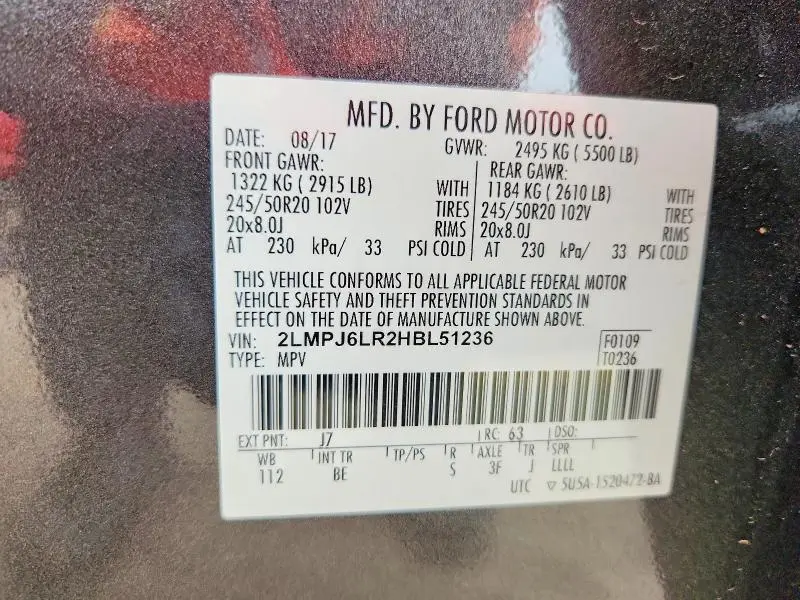 MFD. BY FORD MOTOR CO.
DATE: 08/17 GVWR: 2495 KG ( 5500 LB)
FRONT GAWR: REAR GAWR:
1322 KG ( 2915 LB) WITH 1184 KG ( 2610 LB) WITH
245/50R20 102V TIRES 245/50R20 102V TIRES
20x8.0J RIMS 20x8.0J RIMS
AT 230 kPa/ 33 PSI COLD AT 230 kPa/ 33 PSI COLD
THIS VEHICLE CONFORMS TO ALL APPLICABLE FEDERAL MOTOR
VEHICLE SAFETY AND THEFT PREVENTION STANDARDS IN
EFFECT ON THE DATE OF MANUFACTURE SHOWN ABOVE.
VIN: 2LMPJ6LR2HBL51236 F0109
TYPE: MPV T0236
EXT PNT: J7 RC: 63 DSO:
WB INT TR TP/PS R AXLE TR SPR
112 BE S 3F J LLLL
UTC ▽ 5U5A-1520472-BA